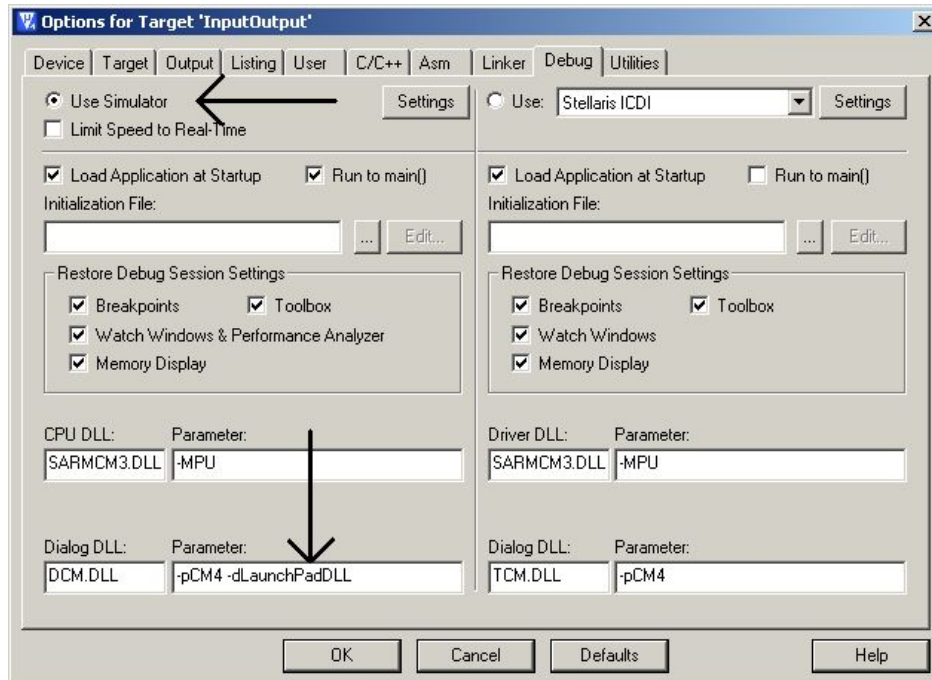 Options for Target 'InputOutput'
Device Target Output Listing User C/C++ Asm Linker Debug Utilities
Use Simulator Settings Use: Stellaris ICDI Settings
Limit Speed to Real-Time
Load Application at Startup Run to main() Load Application at Startup Run to main()
Initialization File: Initialization File:
... Edit... ... Edit...
Restore Debug Session Settings Restore Debug Session Settings
Breakpoints Toolbox Breakpoints Toolbox
Watch Windows & Performance Analyzer Watch Windows
Memory Display Memory Display
CPU DLL: Parameter: Driver DLL: Parameter:
SARMCM3.DLL -MPU SARMCM3.DLL -MPU
Dialog DLL: Parameter: Dialog DLL: Parameter:
DCM.DLL -pCM4 -dLaunchPadDLL TCM.DLL -pCM4
OK Cancel Defaults Help